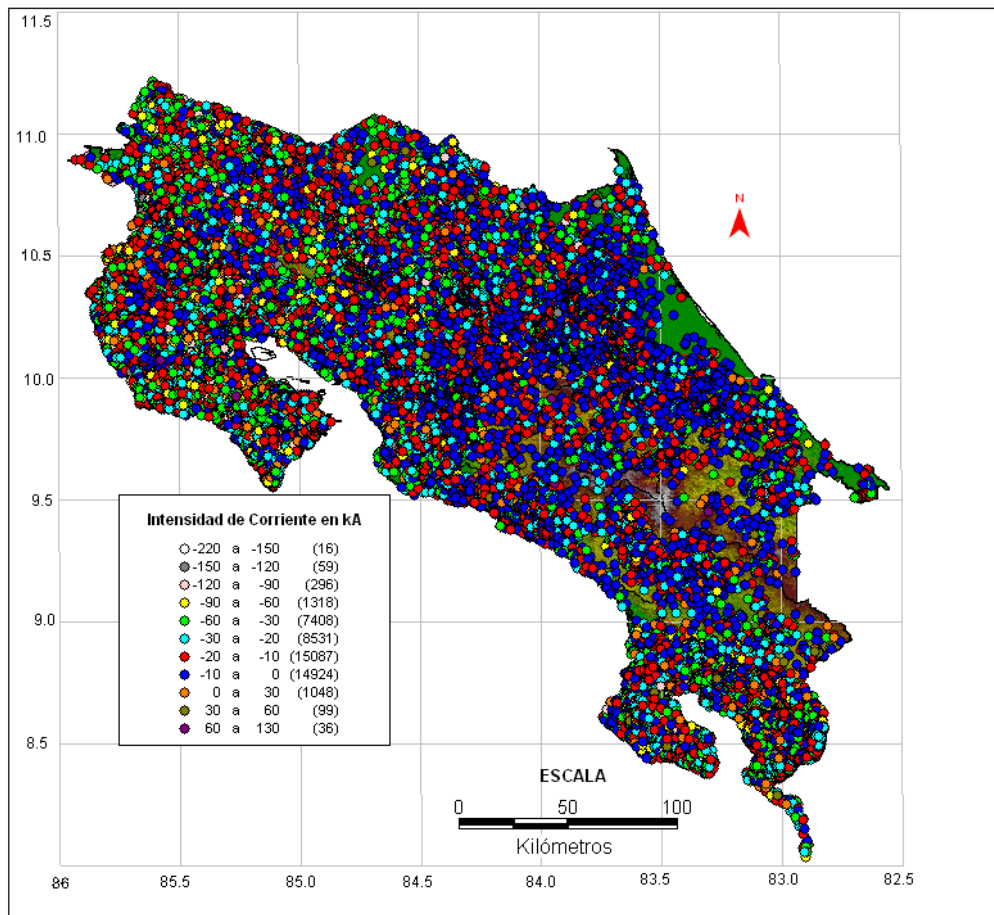 11.5
11.0
N
10.5
10.0
9.5
Intensidad de Corriente en kA
-220 a -150 (16)
-150 a -120 (59)
-120 a -90 (296)
-90 a -60 (1318)
-60 a -30 (7408)
-30 a -20 (8531)
-20 a -10 (15087)
-10 a 0 (14924)
0 a 30 (1048)
30 a 60 (99)
60 a 130 (36)
9.0
8.5
ESCALA
0 50 100
Kilómetros
86 85.5 85.0 84.5 84.0 83.5 83.0 82.5